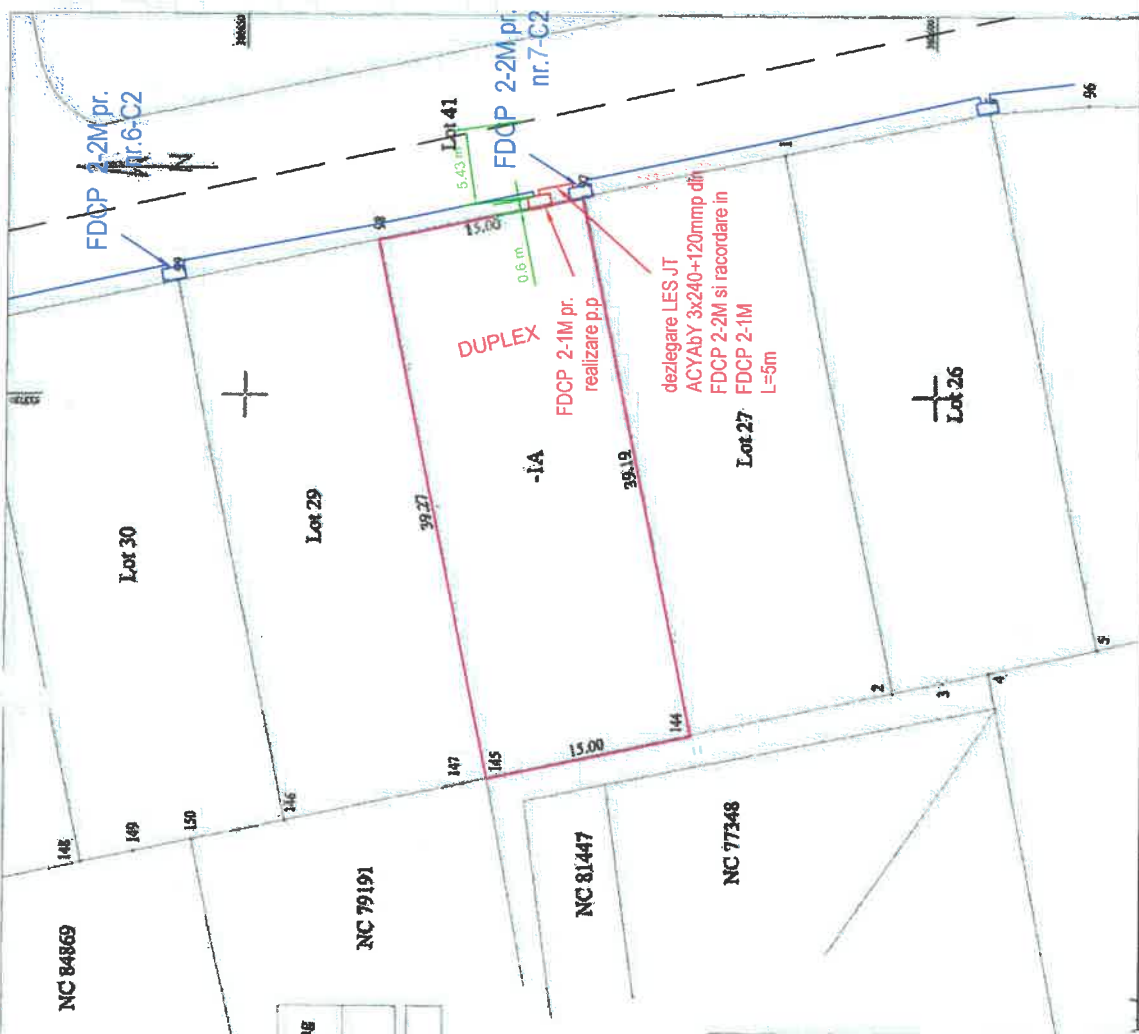 FDCP 2-2M pr.
nr.6-C2
N
Lot 41
FDCP 2-2M pr.
nr.7-C2
5.43 m
96
1
97
98
99
15.00
0.6 m
DUPLEX
FDCP 2-1M pr.
realizare p.p
dezlegare LES JT
ACYAbY 3x240+120mmp din
FDCP 2-2M si racordare in
FDCP 2-1M
L=5m
Lot 30
Lot 29
39.27
-1A
39.12
Lot 27
Lot 26
148
149
150
146
147
145
15.00
144
2
3
4
5
NC 84869
NC 79191
NC 81447
NC 77348